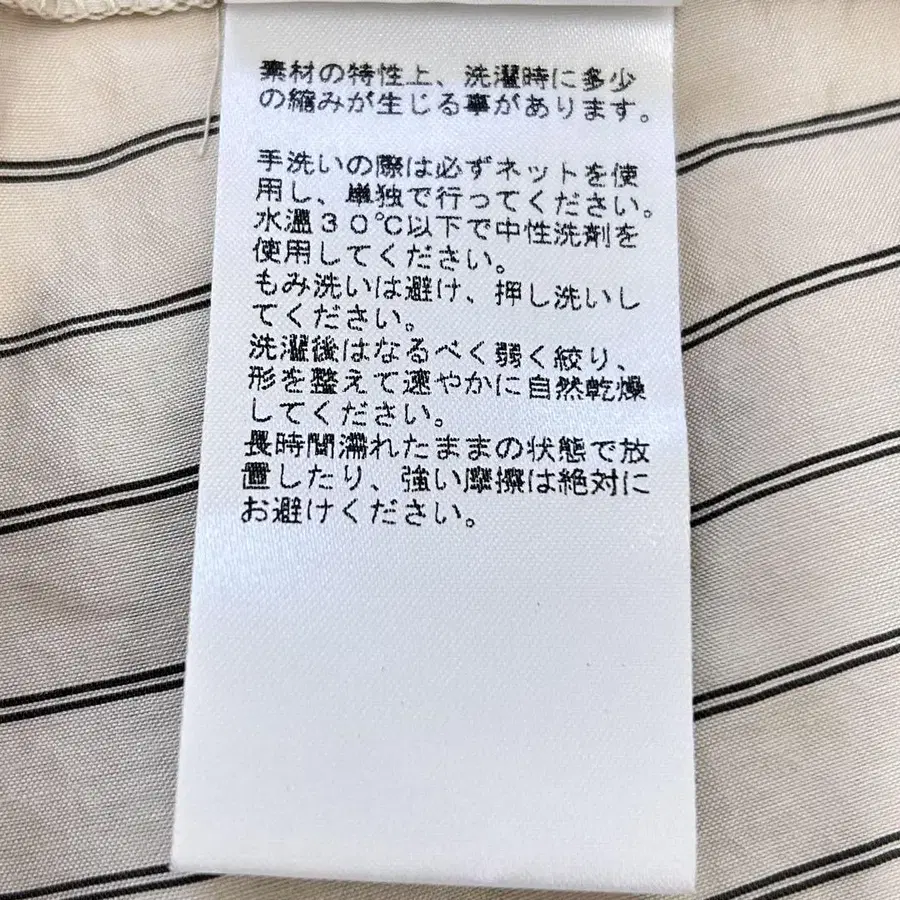 素材の特性上、洗濯時に多少
の縮みが生じる事があります。
手洗いの際は必ずネットを使
用し、単独で行ってください。
水温３０℃以下で中性洗剤を
使用してください。
もみ洗いは避け、押し洗いし
てください。
洗濯後はなるべく弱く絞り、
形を整えて速やかに自然乾燥
してください。
長時間濡れたままの状態で放
置したり、強い摩擦は絶対に
お避けください。